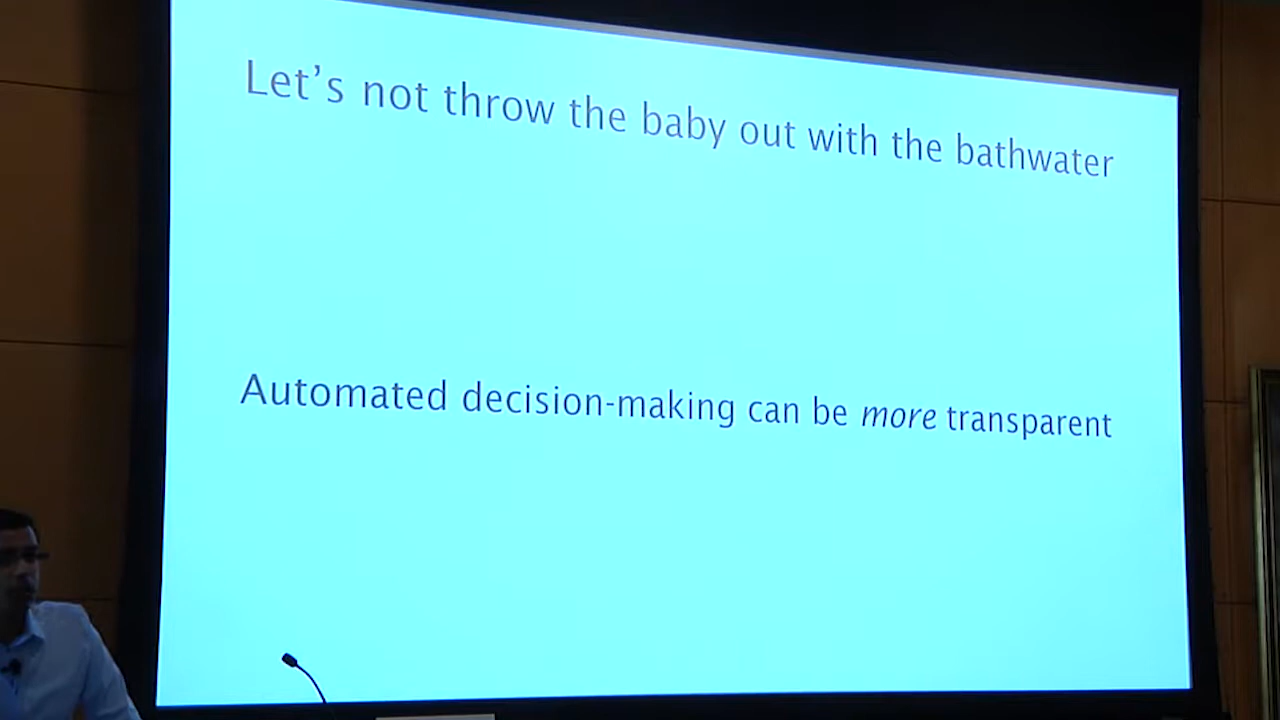 Let’s not throw the baby out with the bathwater
Automated decision-making can be more transparent